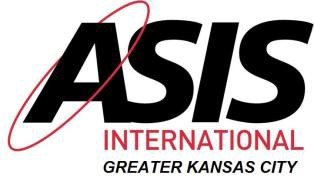 ASIS
INTERNATIONAL
GREATER KANSAS CITY